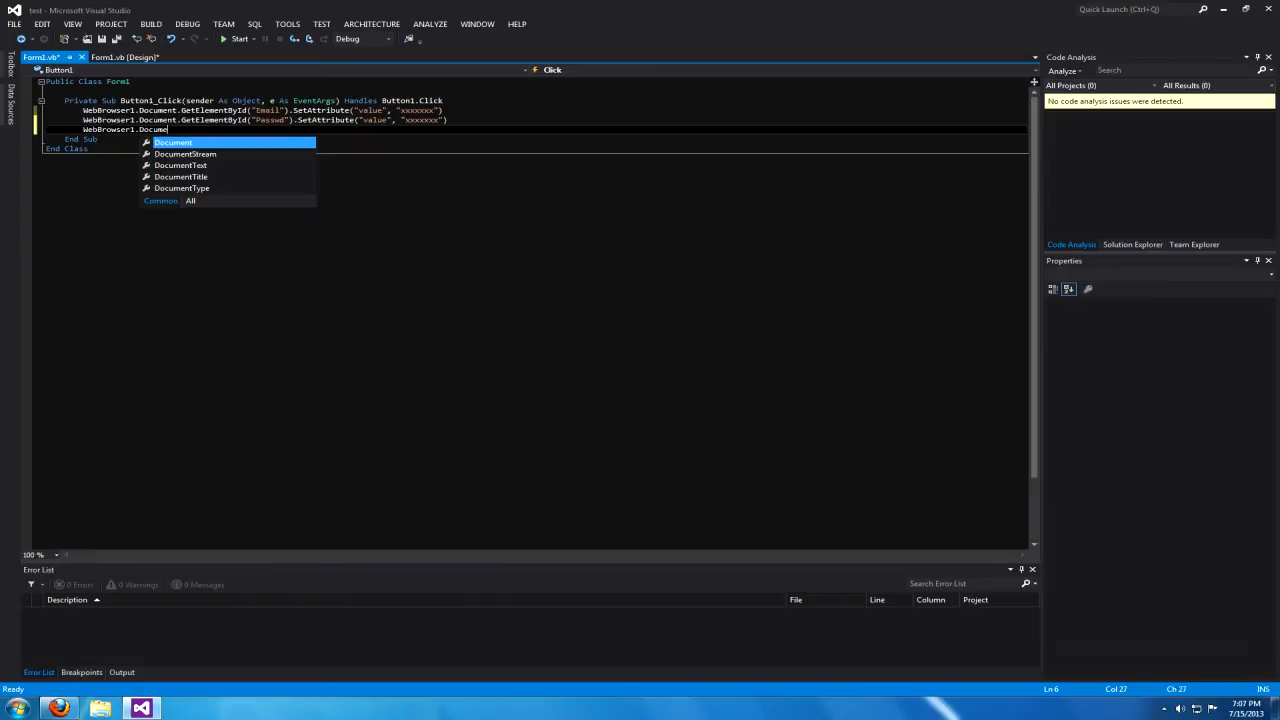 test - Microsoft Visual Studio
Quick Launch (Ctrl+Q)
FILE EDIT VIEW PROJECT BUILD DEBUG TEAM SQL TOOLS TEST ARCHITECTURE ANALYZE WINDOW HELP
Start Debug
Form1.vb* Form1.vb [Design]*
Toolbox
Data Sources
Button1 Click
Public Class Form1
Private Sub Button1_Click(sender As Object, e As EventArgs) Handles Button1.Click
WebBrowser1.Document.GetElementById("Email").SetAttribute("value", "xxxxxxx")
WebBrowser1.Document.GetElementById("Passwd").SetAttribute("value", "xxxxxxx")
WebBrowser1.Docume
End Sub
End Class
Document
DocumentStream
DocumentText
DocumentTitle
DocumentType
Common All
Code Analysis
Analyze Search
All Projects (0) All Results (0)
No code analysis issues were detected.
Code Analysis Solution Explorer Team Explorer
Properties
100 %
Error List
0 Errors 0 Warnings 0 Messages
Search Error List
Description File Line Column Project
Error List Breakpoints Output
Ready Ln 6 Col 27 Ch 27 INS
7:07 PM
7/15/2013